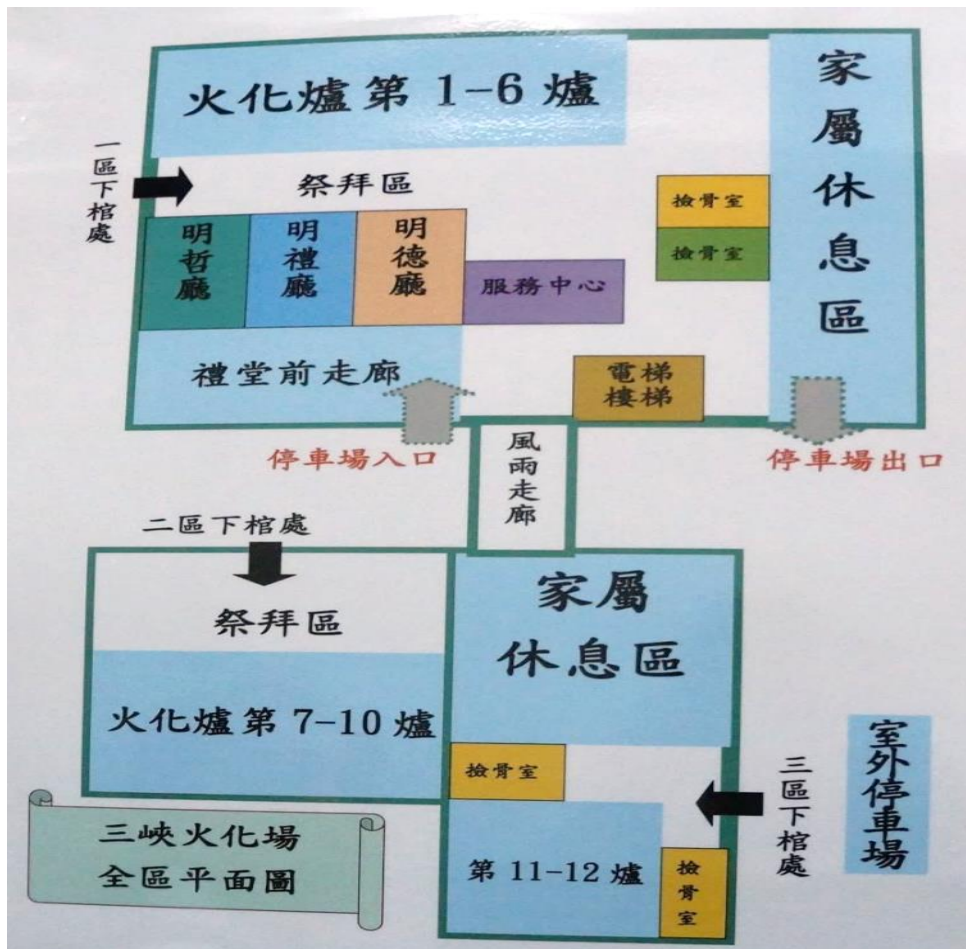 火化爐第 1-6 爐
家屬休息區
一區下棺處
祭拜區
撿骨室
撿骨室
明哲廳
明禮廳
明德廳
服務中心
禮堂前走廊
電梯
樓梯
停車場入口
風雨走廊
停車場出口
二區下棺處
祭拜區
家屬
休息區
火化爐第 7-10 爐
撿骨室
三區下棺處
室外停車場
三峽火化場
全區平面圖
第 11-12 爐
撿骨室